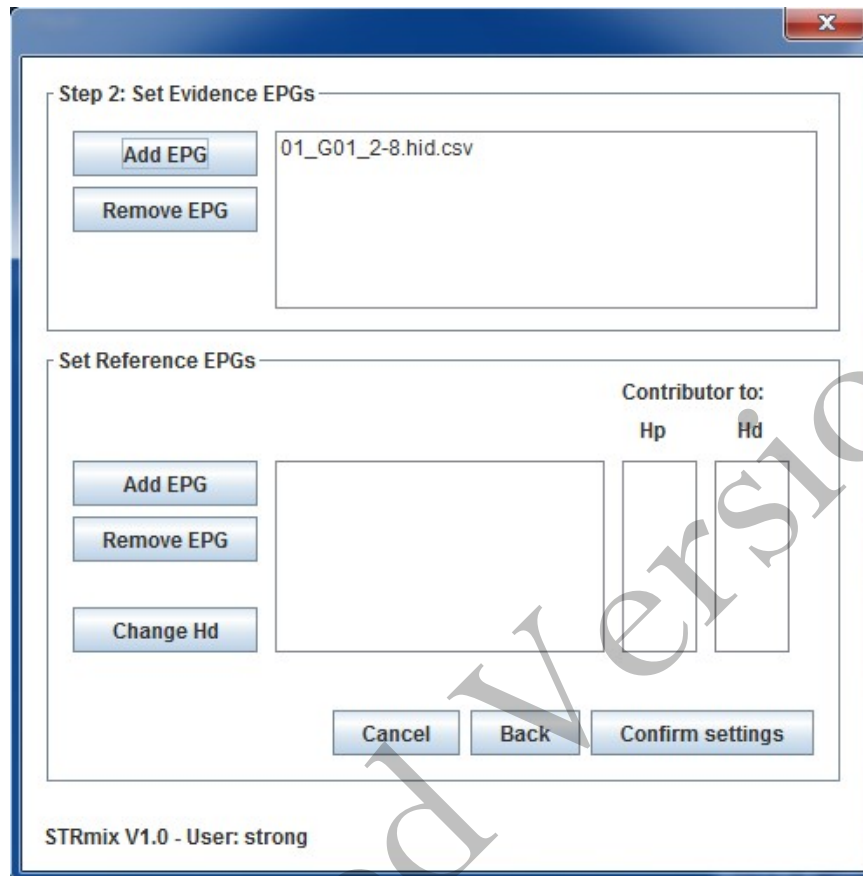 Step 2: Set Evidence EPGs
Add EPG
01_G01_2-8.hid.csv
Remove EPG
Set Reference EPGs
Contributor to:
Hp Hd
Add EPG
Remove EPG
Change Hd
Cancel Back Confirm settings
STRmix V1.0 - User: strong